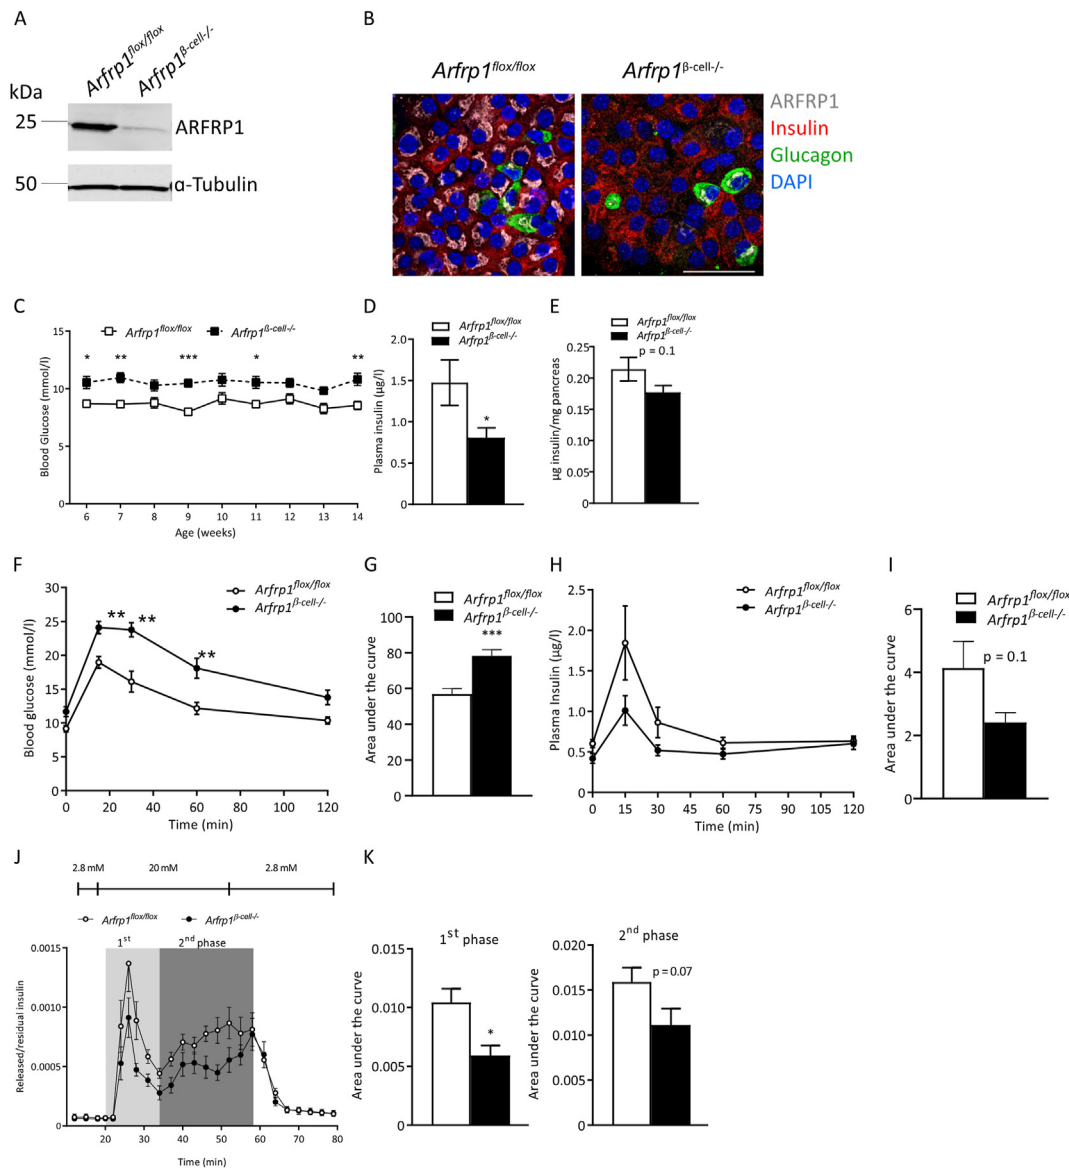 A
Arfrp1flox/flox
Arfrp1β-cell-/-
kDa
25
ARFRP1
50
α-Tubulin
B
Arfrp1flox/flox
Arfrp1β-cell-/-
ARFRP1
Insulin
Glucagon
DAPI
C
Arfrp1flox/flox
Arfrp1ß-cell-/-
Blood Glucose (mmol/l)
15
10
5
0
* ** *** * **
6 7 8 9 10 11 12 13 14
Age (weeks)
D
Arfrp1flox/flox
Arfrp1ß-cell-/-
Plasma insulin (µg/l)
2.0
1.5
1.0
0.5
0
*
E
Arfrp1flox/flox
Arfrp1ß-cell-/-
µg insulin/mg pancreas
0.25
0.20
0.15
0.10
0.05
0
p = 0.1
F
Arfrp1flox/flox
Arfrp1β-cell-/-
Blood glucose (mmol/l)
30
25
20
15
10
5
0
** ** **
0 20 40 60 80 100 120
Time (min)
G
Arfrp1flox/flox
Arfrp1β-cell-/-
Area under the curve
100
80
60
40
20
0
***
H
Arfrp1flox/flox
Arfrp1β-cell-/-
Plasma Insulin (µg/l)
2.5
2.0
1.5
1.0
0.5
0
0 15 30 45 60 75 90 105 120
Time (min)
I
Arfrp1flox/flox
Arfrp1β-cell-/-
Area under the curve
6
4
2
0
p = 0.1
J
2.8 mM 20 mM 2.8 mM
Arfrp1flox/flox
Arfrp1β-cell-/-
1st 2nd phase
Released/residual insulin
0.0015
0.0010
0.0005
0
20 30 40 50 60 70 80
Time (min)
K
1st phase
Area under the curve
0.015
0.010
0.005
0
*
2nd phase
Area under the curve
0.020
0.015
0.010
0.005
0
p = 0.07